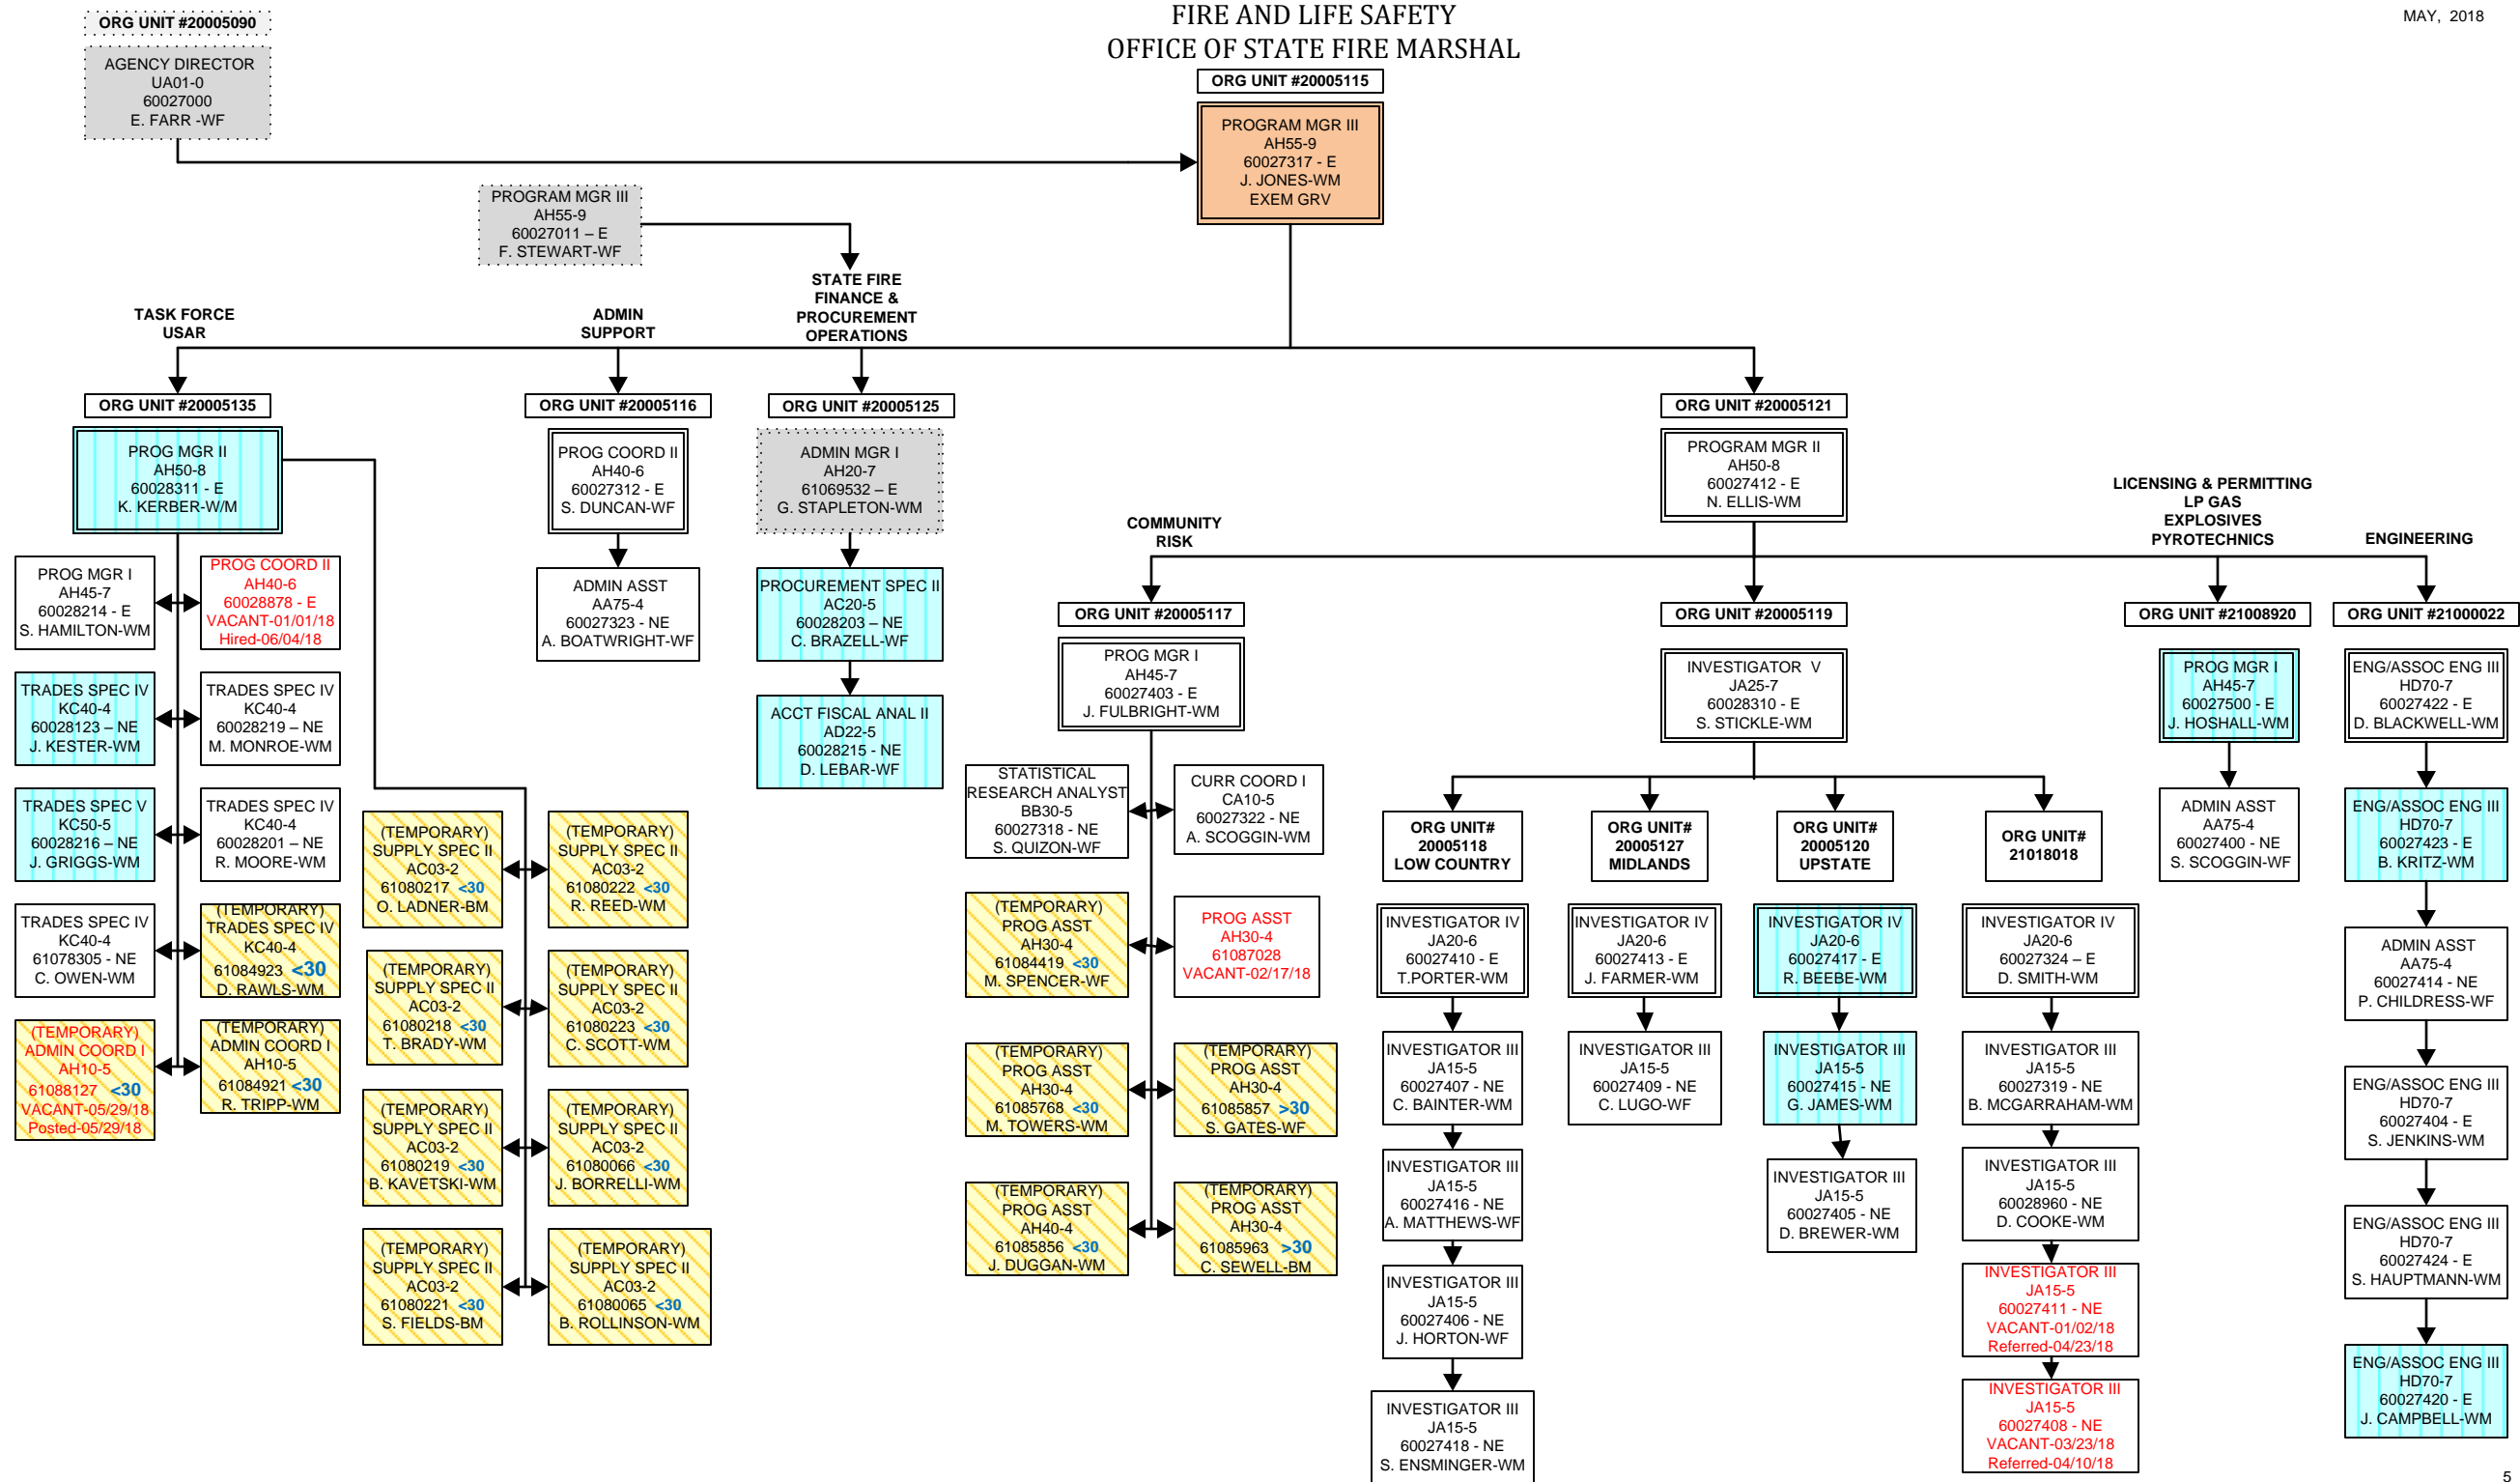 FIRE AND LIFE SAFETY
OFFICE OF STATE FIRE MARSHAL
MAY, 2018
ORG UNIT #20005090
AGENCY DIRECTOR
UA01-0
60027000
E. FARR -WF
ORG UNIT #20005115
PROGRAM MGR III
AH55-9
60027317 - E
J. JONES-WM
EXEM GRV
PROGRAM MGR III
AH55-9
60027011 – E
F. STEWART-WF
TASK FORCE
USAR
ADMIN
SUPPORT
STATE FIRE
FINANCE &
PROCUREMENT
OPERATIONS
ORG UNIT #20005135
PROG MGR II
AH50-8
60028311 - E
K. KERBER-W/M
PROG MGR I
AH45-7
60028214 - E
S. HAMILTON-WM
PROG COORD II
AH40-6
60028878 - E
VACANT-01/01/18
Hired-06/04/18
TRADES SPEC IV
KC40-4
60028123 – NE
J. KESTER-WM
TRADES SPEC IV
KC40-4
60028219 – NE
M. MONROE-WM
TRADES SPEC V
KC50-5
60028216 – NE
J. GRIGGS-WM
TRADES SPEC IV
KC40-4
60028201 – NE
R. MOORE-WM
TRADES SPEC IV
KC40-4
61078305 - NE
C. OWEN-WM
(TEMPORARY)
TRADES SPEC IV
KC40-4
61084923 <30
D. RAWLS-WM
(TEMPORARY)
ADMIN COORD I
AH10-5
61088127 <30
VACANT-05/29/18
Posted-05/29/18
(TEMPORARY)
ADMIN COORD I
AH10-5
61084921 <30
R. TRIPP-WM
(TEMPORARY)
SUPPLY SPEC II
AC03-2
61080217 <30
O. LADNER-BM
(TEMPORARY)
SUPPLY SPEC II
AC03-2
61080222 <30
R. REED-WM
(TEMPORARY)
SUPPLY SPEC II
AC03-2
61080218 <30
T. BRADY-WM
(TEMPORARY)
SUPPLY SPEC II
AC03-2
61080223 <30
C. SCOTT-WM
(TEMPORARY)
SUPPLY SPEC II
AC03-2
61080219 <30
B. KAVETSKI-WM
(TEMPORARY)
SUPPLY SPEC II
AC03-2
61080066 <30
J. BORRELLI-WM
(TEMPORARY)
SUPPLY SPEC II
AC03-2
61080221 <30
S. FIELDS-BM
(TEMPORARY)
SUPPLY SPEC II
AC03-2
61080065 <30
B. ROLLINSON-WM
ORG UNIT #20005116
PROG COORD II
AH40-6
60027312 - E
S. DUNCAN-WF
ADMIN ASST
AA75-4
60027323 - NE
A. BOATWRIGHT-WF
ORG UNIT #20005125
ADMIN MGR I
AH20-7
61069532 – E
G. STAPLETON-WM
PROCUREMENT SPEC II
AC20-5
60028203 – NE
C. BRAZELL-WF
ACCT FISCAL ANAL II
AD22-5
60028215 - NE
D. LEBAR-WF
ORG UNIT #20005121
PROGRAM MGR II
AH50-8
60027412 - E
N. ELLIS-WM
COMMUNITY
RISK
LICENSING & PERMITTING
LP GAS
EXPLOSIVES
PYROTECHNICS
ENGINEERING
ORG UNIT #20005117
PROG MGR I
AH45-7
60027403 - E
J. FULBRIGHT-WM
STATISTICAL
RESEARCH ANALYST
BB30-5
60027318 - NE
S. QUIZON-WF
CURR COORD I
CA10-5
60027322 - NE
A. SCOGGIN-WM
(TEMPORARY)
PROG ASST
AH30-4
61084419 <30
M. SPENCER-WF
PROG ASST
AH30-4
61087028
VACANT-02/17/18
(TEMPORARY)
PROG ASST
AH30-4
61085768 <30
M. TOWERS-WM
(TEMPORARY)
PROG ASST
AH30-4
61085857 >30
S. GATES-WF
(TEMPORARY)
PROG ASST
AH40-4
61085856 <30
J. DUGGAN-WM
(TEMPORARY)
PROG ASST
AH30-4
61085963 >30
C. SEWELL-BM
ORG UNIT #20005119
INVESTIGATOR V
JA25-7
60028310 - E
S. STICKLE-WM
ORG UNIT#
20005118
LOW COUNTRY
INVESTIGATOR IV
JA20-6
60027410 - E
T.PORTER-WM
INVESTIGATOR III
JA15-5
60027407 - NE
C. BAINTER-WM
INVESTIGATOR III
JA15-5
60027416 - NE
A. MATTHEWS-WF
INVESTIGATOR III
JA15-5
60027406 - NE
J. HORTON-WF
INVESTIGATOR III
JA15-5
60027418 - NE
S. ENSMINGER-WM
ORG UNIT#
20005127
MIDLANDS
INVESTIGATOR IV
JA20-6
60027413 - E
J. FARMER-WM
INVESTIGATOR III
JA15-5
60027409 - NE
C. LUGO-WF
ORG UNIT#
20005120
UPSTATE
INVESTIGATOR IV
JA20-6
60027417 - E
R. BEEBE-WM
INVESTIGATOR III
JA15-5
60027415 - NE
G. JAMES-WM
INVESTIGATOR III
JA15-5
60027405 - NE
D. BREWER-WM
ORG UNIT#
21018018
INVESTIGATOR IV
JA20-6
60027324 – E
D. SMITH-WM
INVESTIGATOR III
JA15-5
60027319 - NE
B. MCGARRAHAM-WM
INVESTIGATOR III
JA15-5
60028960 - NE
D. COOKE-WM
INVESTIGATOR III
JA15-5
60027411 - NE
VACANT-01/02/18
Referred-04/23/18
INVESTIGATOR III
JA15-5
60027408 - NE
VACANT-03/23/18
Referred-04/10/18
ORG UNIT #21008920
PROG MGR I
AH45-7
60027500 - E
J. HOSHALL-WM
ADMIN ASST
AA75-4
60027400 - NE
S. SCOGGIN-WF
ORG UNIT #21000022
ENG/ASSOC ENG III
HD70-7
60027422 - E
D. BLACKWELL-WM
ENG/ASSOC ENG III
HD70-7
60027423 - E
B. KRITZ-WM
ADMIN ASST
AA75-4
60027414 - NE
P. CHILDRESS-WF
ENG/ASSOC ENG III
HD70-7
60027404 - E
S. JENKINS-WM
ENG/ASSOC ENG III
HD70-7
60027424 - E
S. HAUPTMANN-WM
ENG/ASSOC ENG III
HD70-7
60027420 - E
J. CAMPBELL-WM
5